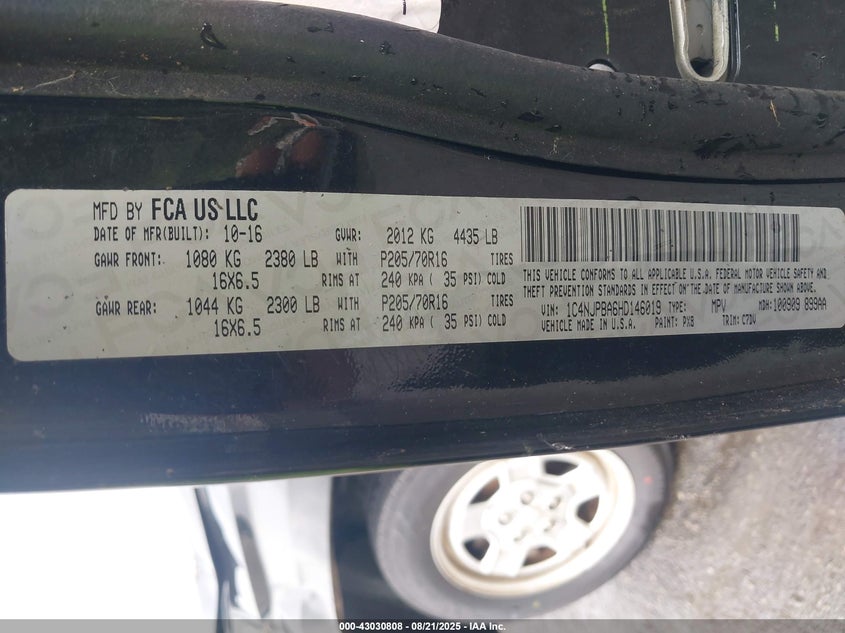 MFD BY FCA US LLC
DATE OF MFR(BUILT): 10-16 GVWR: 2012 KG 4435 LB
GAWR FRONT: 1080 KG 2380 LB WITH P205/70R16 TIRES
16X6.5 RIMS AT 240 KPA ( 35 PSI) COLD
GAWR REAR: 1044 KG 2300 LB WITH P205/70R16 TIRES
16X6.5 RIMS AT 240 KPA ( 35 PSI) COLD
THIS VEHICLE CONFORMS TO ALL APPLICABLE U.S.A. FEDERAL MOTOR VEHICLE SAFETY AND
THEFT PREVENTION STANDARDS IN EFFECT ON THE DATE OF MANUFACTURE SHOWN ABOVE.
VIN: 1C4NJPBA6HD146019 TYPE: MPV MDH: 100909 899AA
VEHICLE MADE IN U.S.A. PAINT: PX8 TRIM: C7DV
000-43030808 - 08/21/2025 - IAA Inc.